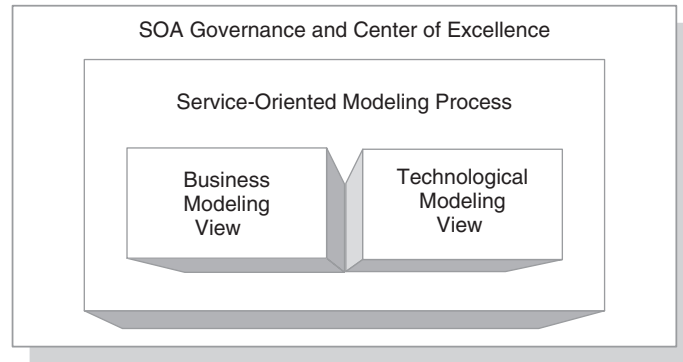 SOA Governance and Center of Excellence
Service-Oriented Modeling Process
Business
Modeling
View
Technological
Modeling
View